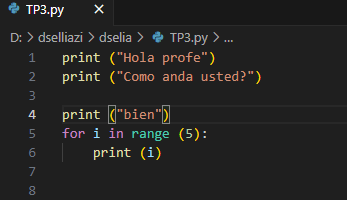 TP3.py
D: > dselliazi > dselia > TP3.py > ...
1 print ("Hola profe")
2 print ("Como anda usted?")
3
4 print ("bien")
5 for i in range (5):
6     print (i)
7
8